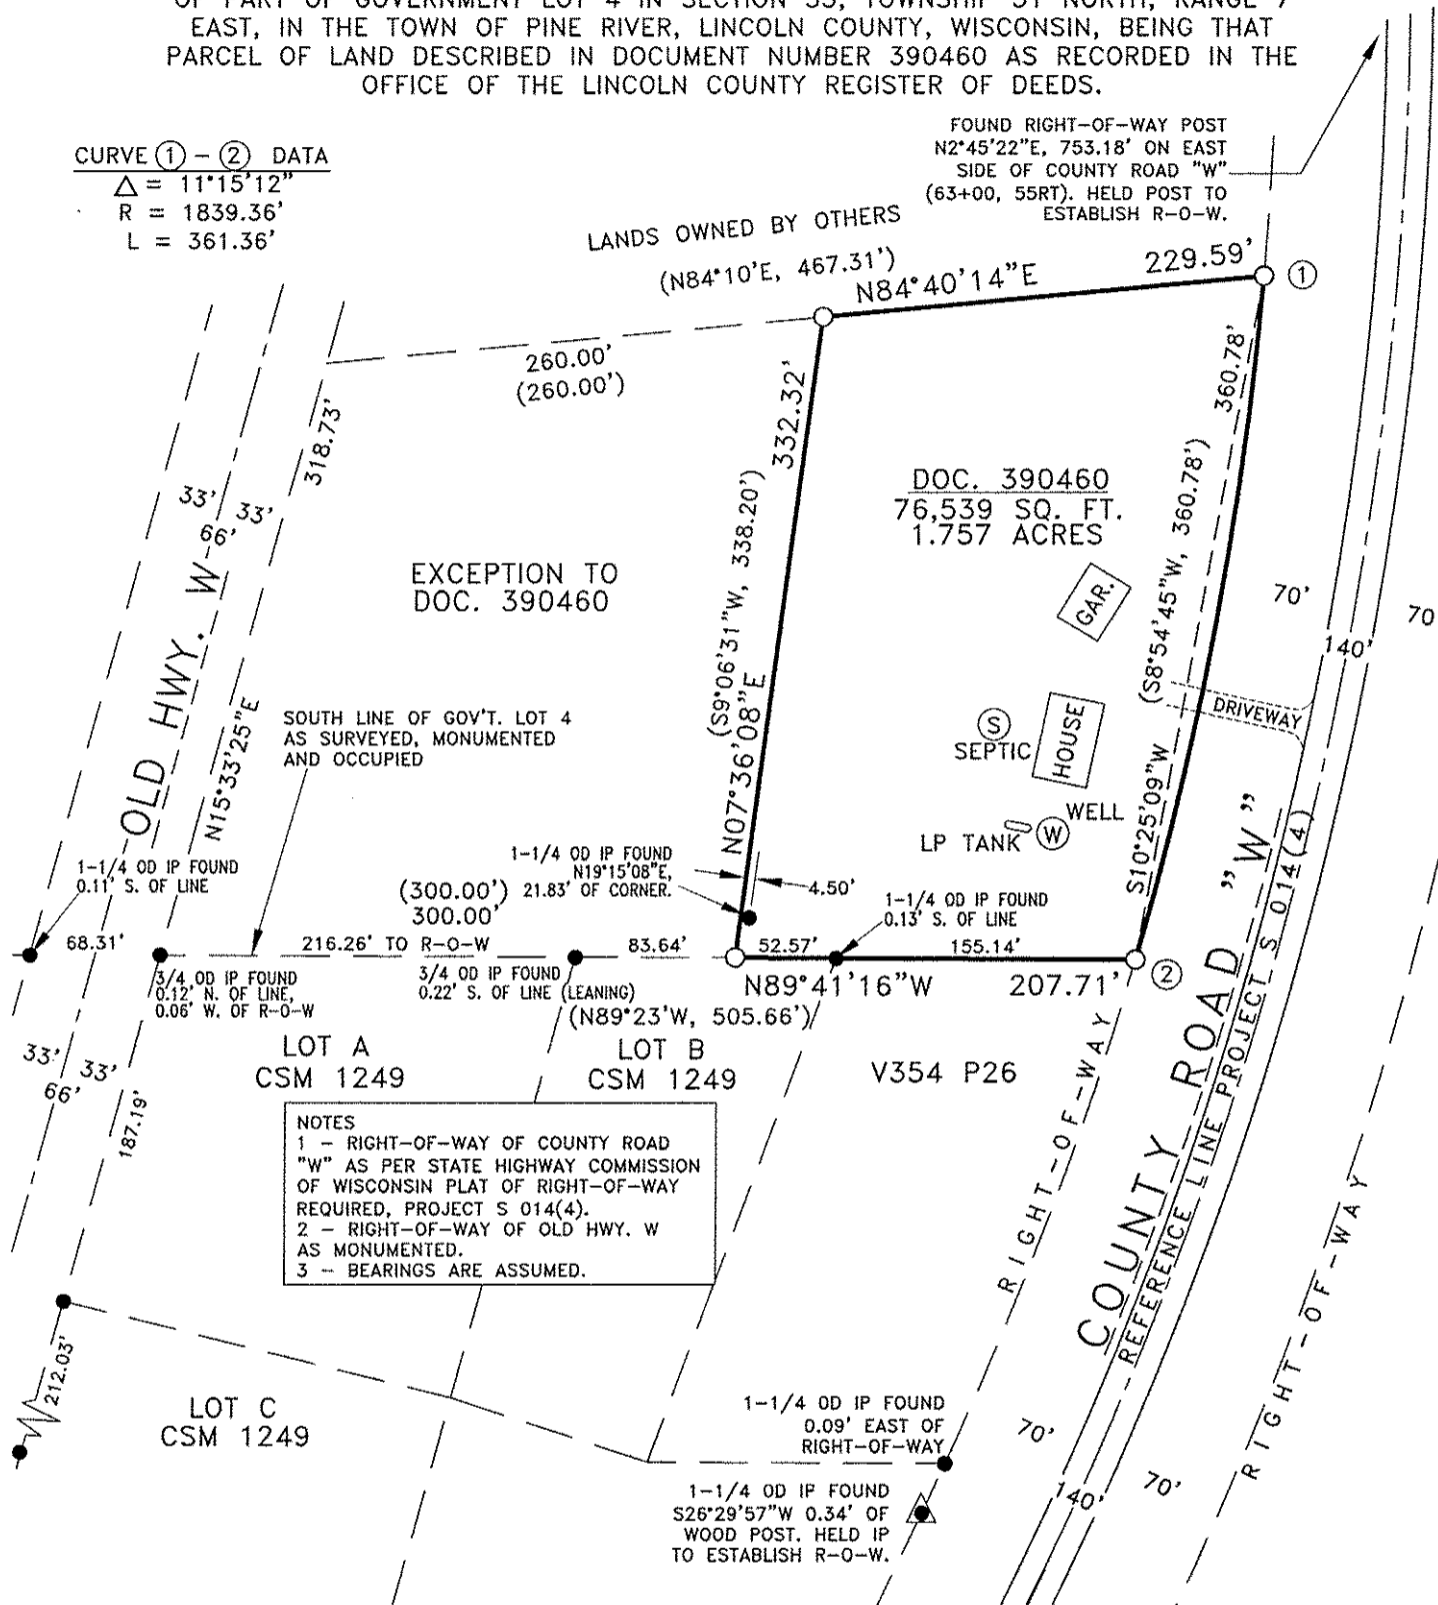 OF PART OF GOVERNMENT LOT 4 IN SECTION 33, TOWNSHIP 31 NORTH, RANGE 7
EAST, IN THE TOWN OF PINE RIVER, LINCOLN COUNTY, WISCONSIN, BEING THAT
PARCEL OF LAND DESCRIBED IN DOCUMENT NUMBER 390460 AS RECORDED IN THE
OFFICE OF THE LINCOLN COUNTY REGISTER OF DEEDS.
CURVE 1 - 2 DATA
△ = 11°15'12"
R = 1839.36'
L = 361.36'
FOUND RIGHT-OF-WAY POST
N2°45'22"E, 753.18' ON EAST
SIDE OF COUNTY ROAD "W"
(63+00, 55RT). HELD POST TO
ESTABLISH R-O-W.
LANDS OWNED BY OTHERS
(N84°10'E, 467.31')
N84°40'14"E
229.59'
1
260.00'
(260.00')
318.73'
332.32'
360.78'
(S8°54'45"W, 360.78')
(S9°06'31"W, 338.20')
N07°36'08"E
DOC. 390460
76,539 SQ. FT.
1.757 ACRES
33'
33'
66'
EXCEPTION TO
DOC. 390460
GAR.
70'
70
140'
OLD HWY. W
N15°33'25"E
SOUTH LINE OF GOV'T. LOT 4
AS SURVEYED, MONUMENTED
AND OCCUPIED
S
SEPTIC
HOUSE
DRIVEWAY
WELL
LP TANK
W
S10°25'09"W
1-1/4 OD IP FOUND
0.11' S. OF LINE
1-1/4 OD IP FOUND
N19°15'08"E,
21.83' OF CORNER.
4.50'
(300.00')
300.00'
1-1/4 OD IP FOUND
0.13' S. OF LINE
68.31'
216.26' TO R-O-W
83.64'
52.57'
155.14'
2
3/4 OD IP FOUND
0.12' N. OF LINE,
0.06' W. OF R-O-W
3/4 OD IP FOUND
0.22' S. OF LINE (LEANING)
N89°41'16"W
207.71'
(N89°23'W, 505.66')
33'
33'
66'
187.19'
LOT A
CSM 1249
LOT B
CSM 1249
V354 P26
NOTES
1 - RIGHT-OF-WAY OF COUNTY ROAD
"W" AS PER STATE HIGHWAY COMMISSION
OF WISCONSIN PLAT OF RIGHT-OF-WAY
REQUIRED, PROJECT S 014(4).
2 - RIGHT-OF-WAY OF OLD HWY. W
AS MONUMENTED.
3 - BEARINGS ARE ASSUMED.
RIGHT-OF-WAY
COUNTY ROAD "W"
REFERENCE LINE PROJECT S 014(4)
RIGHT-OF-WAY
212.03'
LOT C
CSM 1249
1-1/4 OD IP FOUND
0.09' EAST OF
RIGHT-OF-WAY
70'
140'
70'
1-1/4 OD IP FOUND
S26°29'57"W 0.34' OF
WOOD POST. HELD IP
TO ESTABLISH R-O-W.